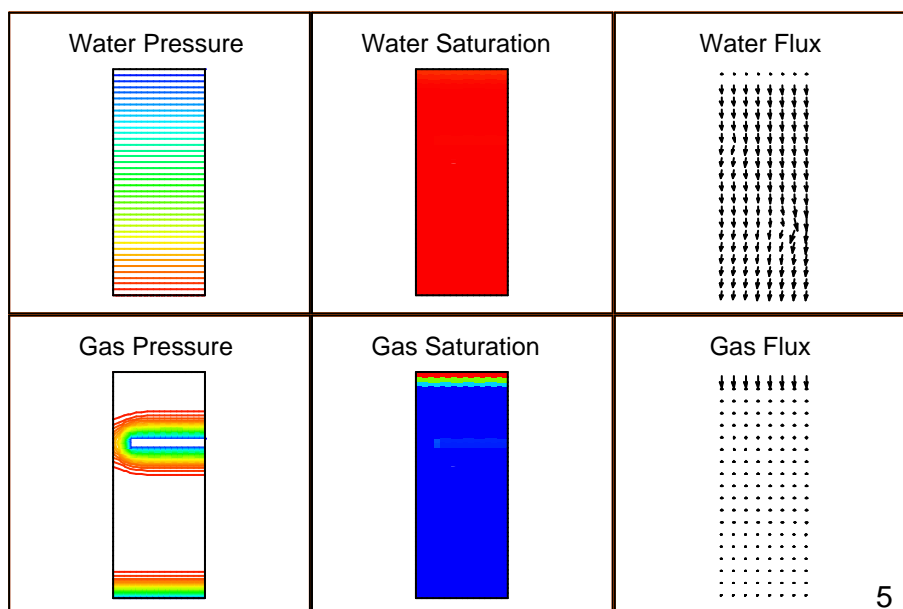 Water Pressure
Water Saturation
Water Flux
Gas Pressure
Gas Saturation
Gas Flux
5